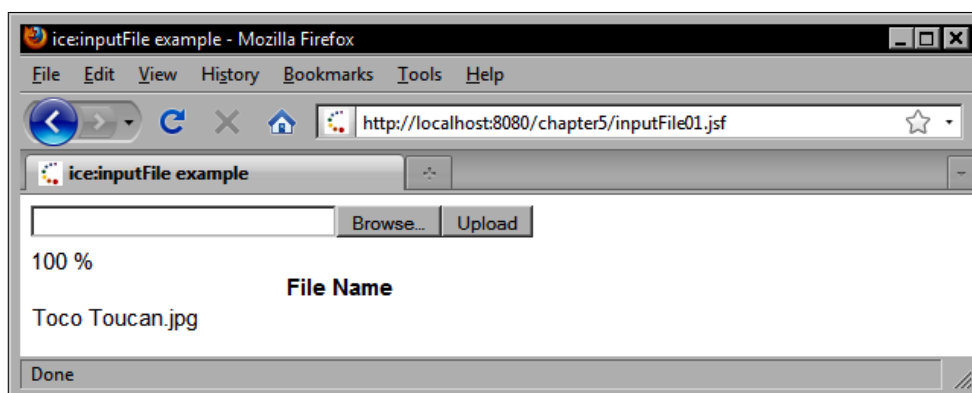 ice:inputFile example - Mozilla Firefox
File Edit View History Bookmarks Tools Help
http://localhost:8080/chapter5/inputFile01.jsf
ice:inputFile example
Browse... Upload
100 %
File Name
Toco Toucan.jpg
Done